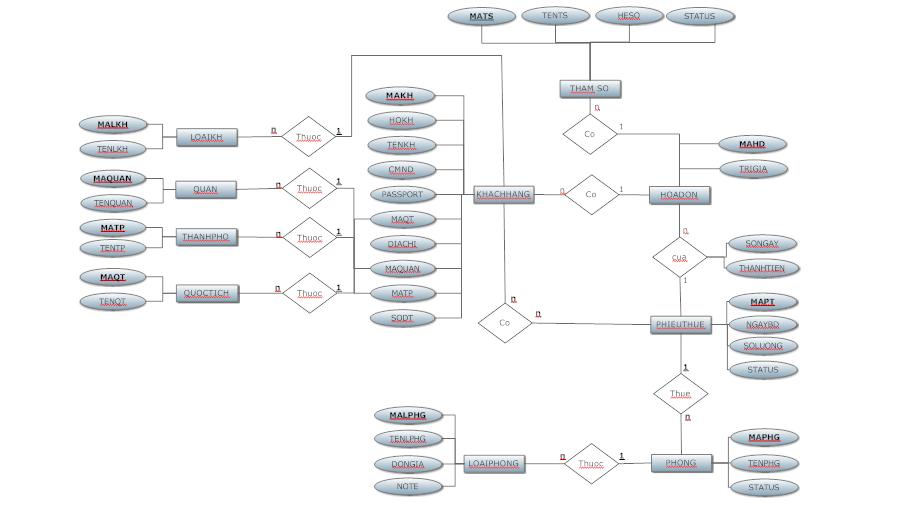 MATS
TENTS
HESO
STATUS
THAM SO
n
Co
1
MAHD
TRIGIA
MALKH
TENLKH
LOAIKH
n
Thuoc
1
MAQUAN
TENQUAN
QUAN
n
Thuoc
1
MATP
TENTP
THANHPHO
n
Thuoc
1
MAQT
TENQT
QUOCTICH
n
Thuoc
1
MAKH
HOKH
TENKH
CMND
PASSPORT
MAQT
DIACHI
MAQUAN
MATP
SODT
KHACHHANG
n
Co
1
HOADON
n
cua
1
SONGAY
THANHTIEN
n
Co
n
PHIEUTHUE
MAPT
NGAYBD
SOLUONG
STATUS
1
Thue
n
MALPHG
TENLPHG
DONGIA
NOTE
LOAIPHONG
n
Thuoc
1
PHONG
MAPHG
TENPHG
STATUS